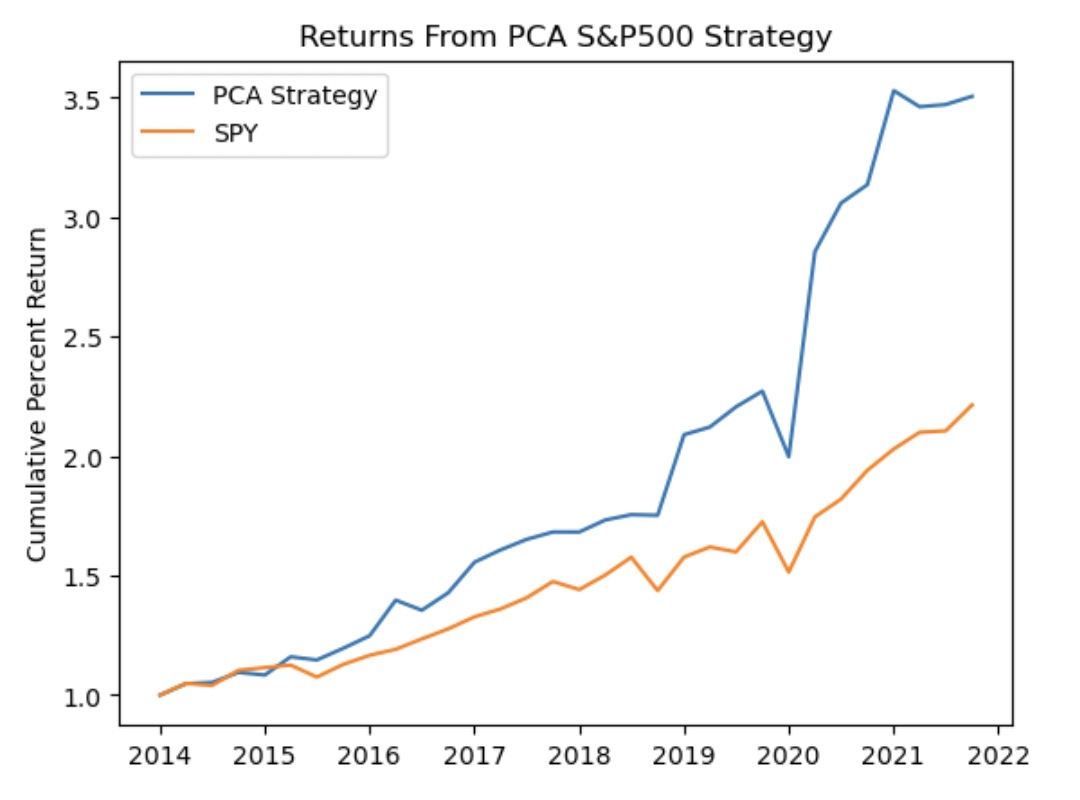 Returns From PCA S&P500 Strategy
PCA Strategy
SPY
Cumulative Percent Return
3.5
3.0
2.5
2.0
1.5
1.0
2014 2015 2016 2017 2018 2019 2020 2021 2022